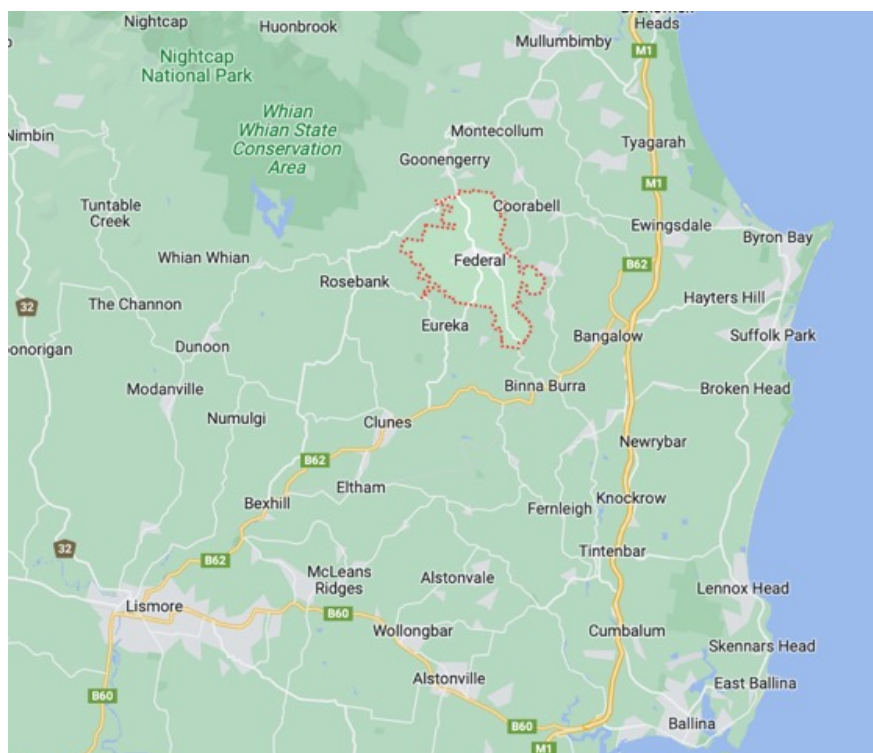 Nightcap
Huonbrook
Heads
Mullumbimby
M1
Nightcap
National Park
Whian
Whian State
Conservation
Area
Montecollum
Nimbin
Tyagarah
Goonengerry
M1
Tuntable
Creek
Coorabell
Ewingsdale
Byron Bay
Whian Whian
Federal
B62
Rosebank
32
The Channon
Hayters Hill
Eureka
Bangalow
Suffolk Park
Dunoon
Modanville
Binna Burra
Broken Head
Numulgi
Clunes
Newrybar
B62
Eltham
Bexhill
Fernleigh
Knockrow
32
B62
Tintenbar
McLeans
Ridges
Alstonvale
Lennox Head
Lismore
B60
Wollongbar
Cumbalum
Skennars Head
Alstonville
East Ballina
B60
B60
Ballina
M1